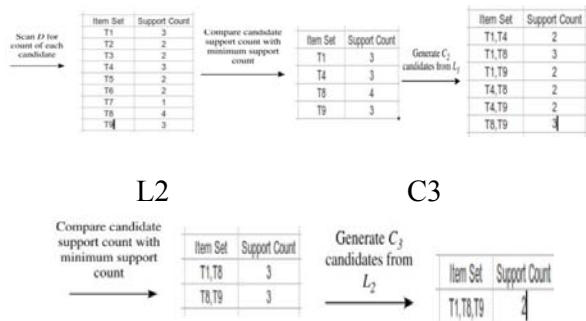 Scan D for
count of each
candidate
Item Set Support Count
T1 3
T2 2
T3 2
T4 3
T5 2
T6 2
T7 1
T8 4
T9 3
Compare candidate
support count with
minimum support
count
Item Set Support Count
T1 3
T4 3
T8 4
T9 3
Generate C2
candidates from L1
Item Set Support Count
T1,T4 2
T1,T8 3
T1,T9 2
T4,T8 2
T4,T9 2
T8,T9 3
L2
C3
Compare candidate
support count with
minimum support
count
Item Set Support Count
T1,T8 3
T8,T9 3
Generate C3
candidates from
L2
Item Set Support Count
T1,T8,T9 2